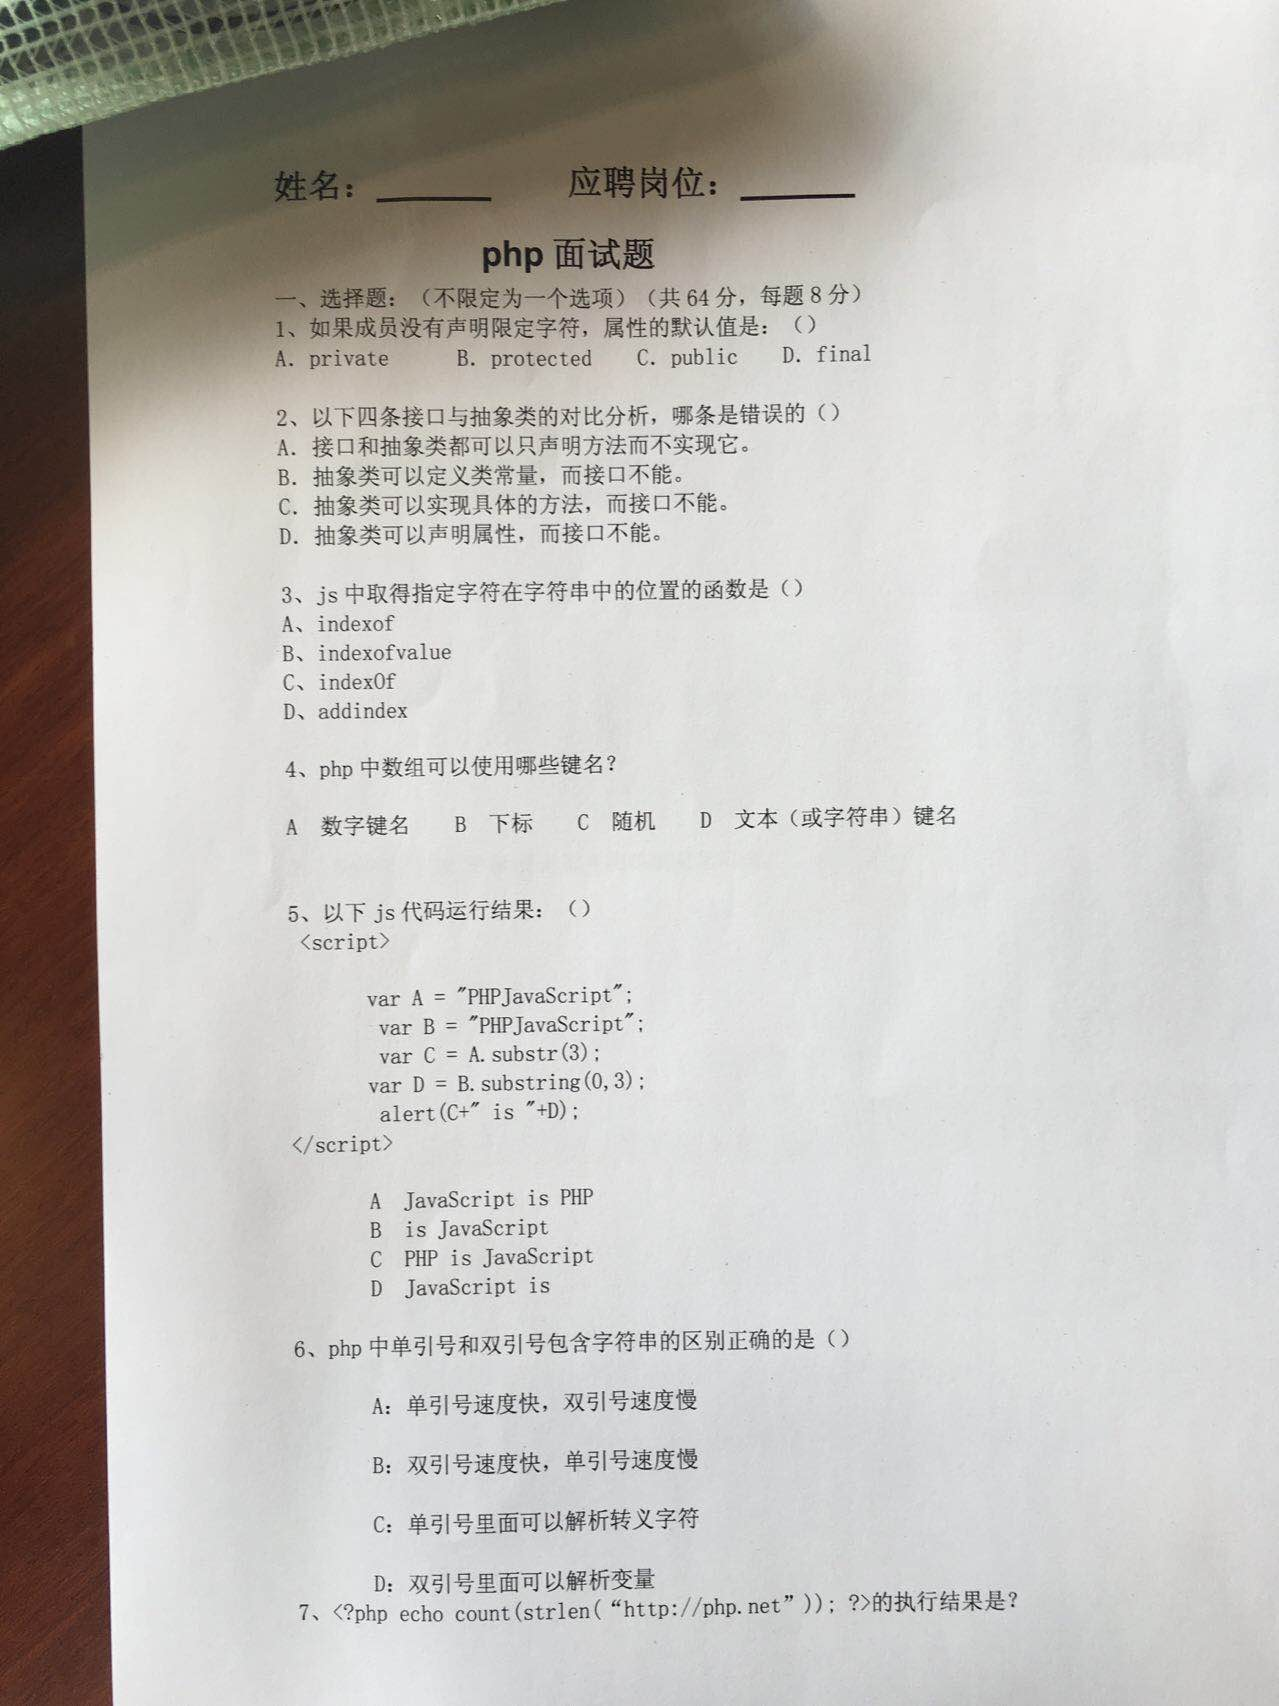 姓名：______ 应聘岗位：______
php 面试题
一、选择题：（不限定为一个选项）（共 64 分，每题 8 分）
1、如果成员没有声明限定字符，属性的默认值是：（）
A. private B. protected C. public D. final
2、以下四条接口与抽象类的对比分析，哪条是错误的（）
A. 接口和抽象类都可以只声明方法而不实现它。
B. 抽象类可以定义类常量，而接口不能。
C. 抽象类可以实现具体的方法，而接口不能。
D. 抽象类可以声明属性，而接口不能。
3、js 中取得指定字符在字符串中的位置的函数是（）
A、indexof
B、indexofvalue
C、indexOf
D、addindex
4、php 中数组可以使用哪些键名？
A 数字键名 B 下标 C 随机 D 文本（或字符串）键名
5、以下 js 代码运行结果：（）
<script>
var A = "PHPJavaScript";
var B = "PHPJavaScript";
var C = A.substr(3);
var D = B.substring(0,3);
alert(C+" is "+D);
</script>
A JavaScript is PHP
B is JavaScript
C PHP is JavaScript
D JavaScript is
6、php 中单引号和双引号包含字符串的区别正确的是（）
A：单引号速度快，双引号速度慢
B：双引号速度快，单引号速度慢
C：单引号里面可以解析转义字符
D：双引号里面可以解析变量
7、<?php echo count(strlen(“http://php.net”)); ?>的执行结果是？